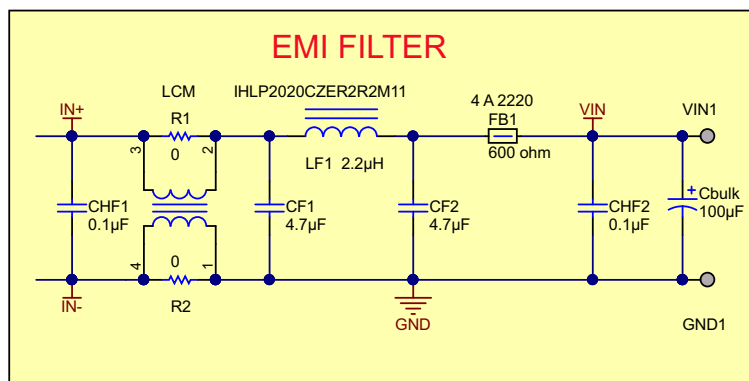 EMI FILTER
LCM
IHLP2020CZER2R2M11
4 A 2220
IN+
R1
FB1
VIN
VIN1
0
600 ohm
3
2
LF1 2.2µH
CHF1
0.1µF
CF1
4.7µF
CF2
4.7µF
CHF2
0.1µF
+
Cbulk
100µF
4
1
0
IN-
R2
GND
GND1